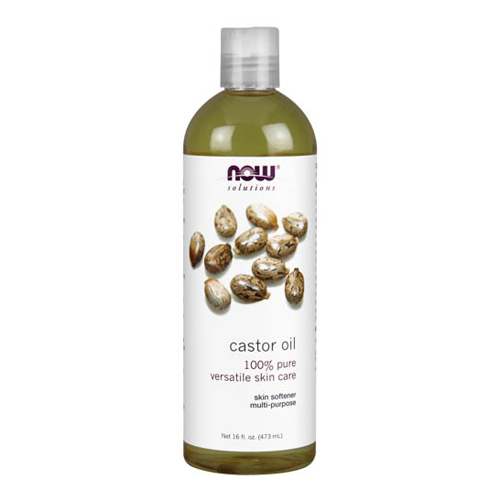 now
solutions
castor oil
100% pure
versatile skin care
skin softener
multi-purpose
Net 16 fl. oz. (473 mL)